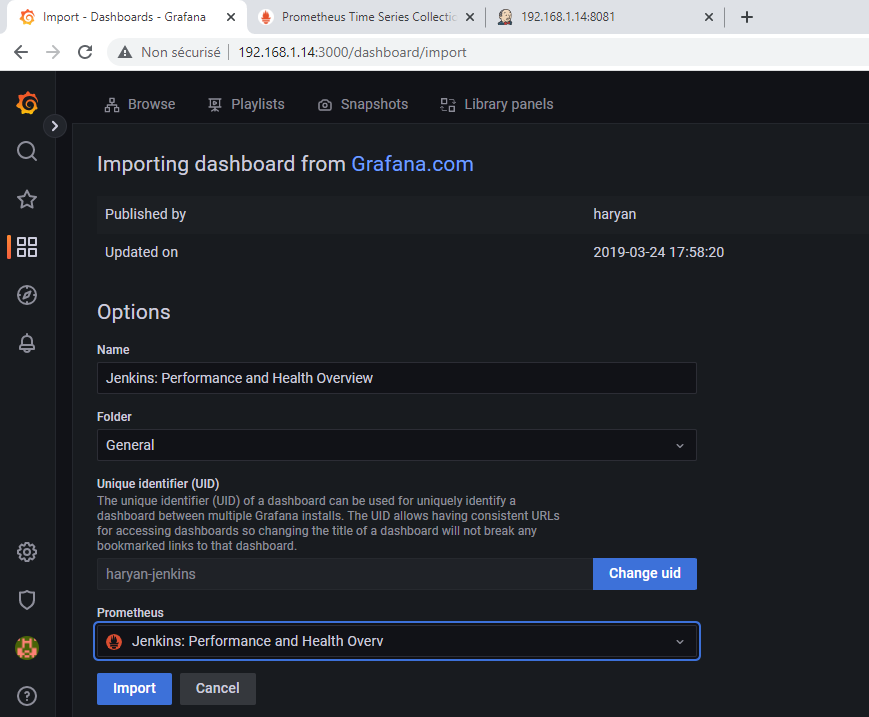 Import - Dashboards - Grafana
Prometheus Time Series Collectic
192.168.1.14:8081
Non sécurisé
192.168.1.14:3000/dashboard/import
Browse
Playlists
Snapshots
Library panels
Importing dashboard from Grafana.com
Published by
haryan
Updated on
2019-03-24 17:58:20
Options
Name
Jenkins: Performance and Health Overview
Folder
General
Unique identifier (UID)
The unique identifier (UID) of a dashboard can be used for uniquely identify a
dashboard between multiple Grafana installs. The UID allows having consistent URLs
for accessing dashboards so changing the title of a dashboard will not break any
bookmarked links to that dashboard.
haryan-jenkins
Change uid
Prometheus
Jenkins: Performance and Health Overv
Import
Cancel